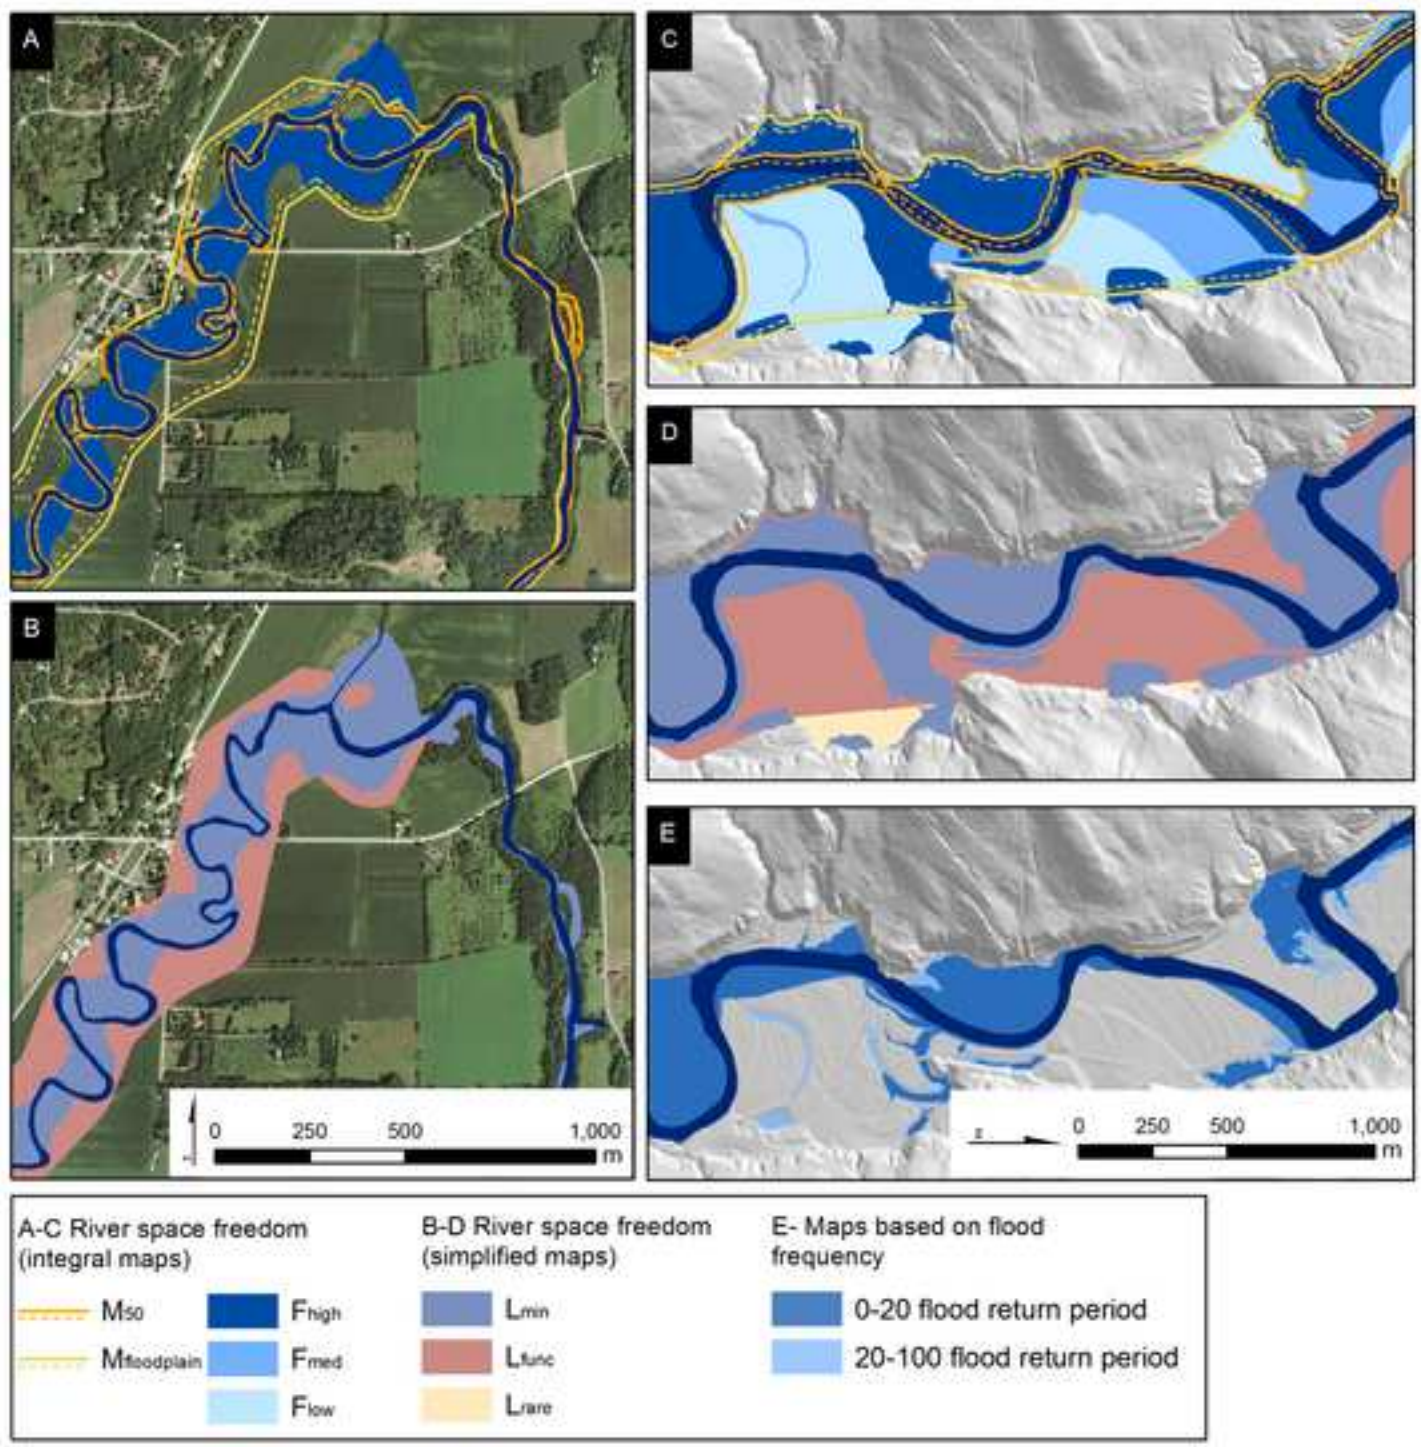 A
C
D
B
E
0 250 500 1,000
m
z
0 250 500 1,000
m
A-C River space freedom
(integral maps)
B-D River space freedom
(simplified maps)
E- Maps based on flood
frequency
M50
Fhigh
Lmin
0-20 flood return period
Mfloodplain
Fmed
Lfunc
20-100 flood return period
Flow
Lrare